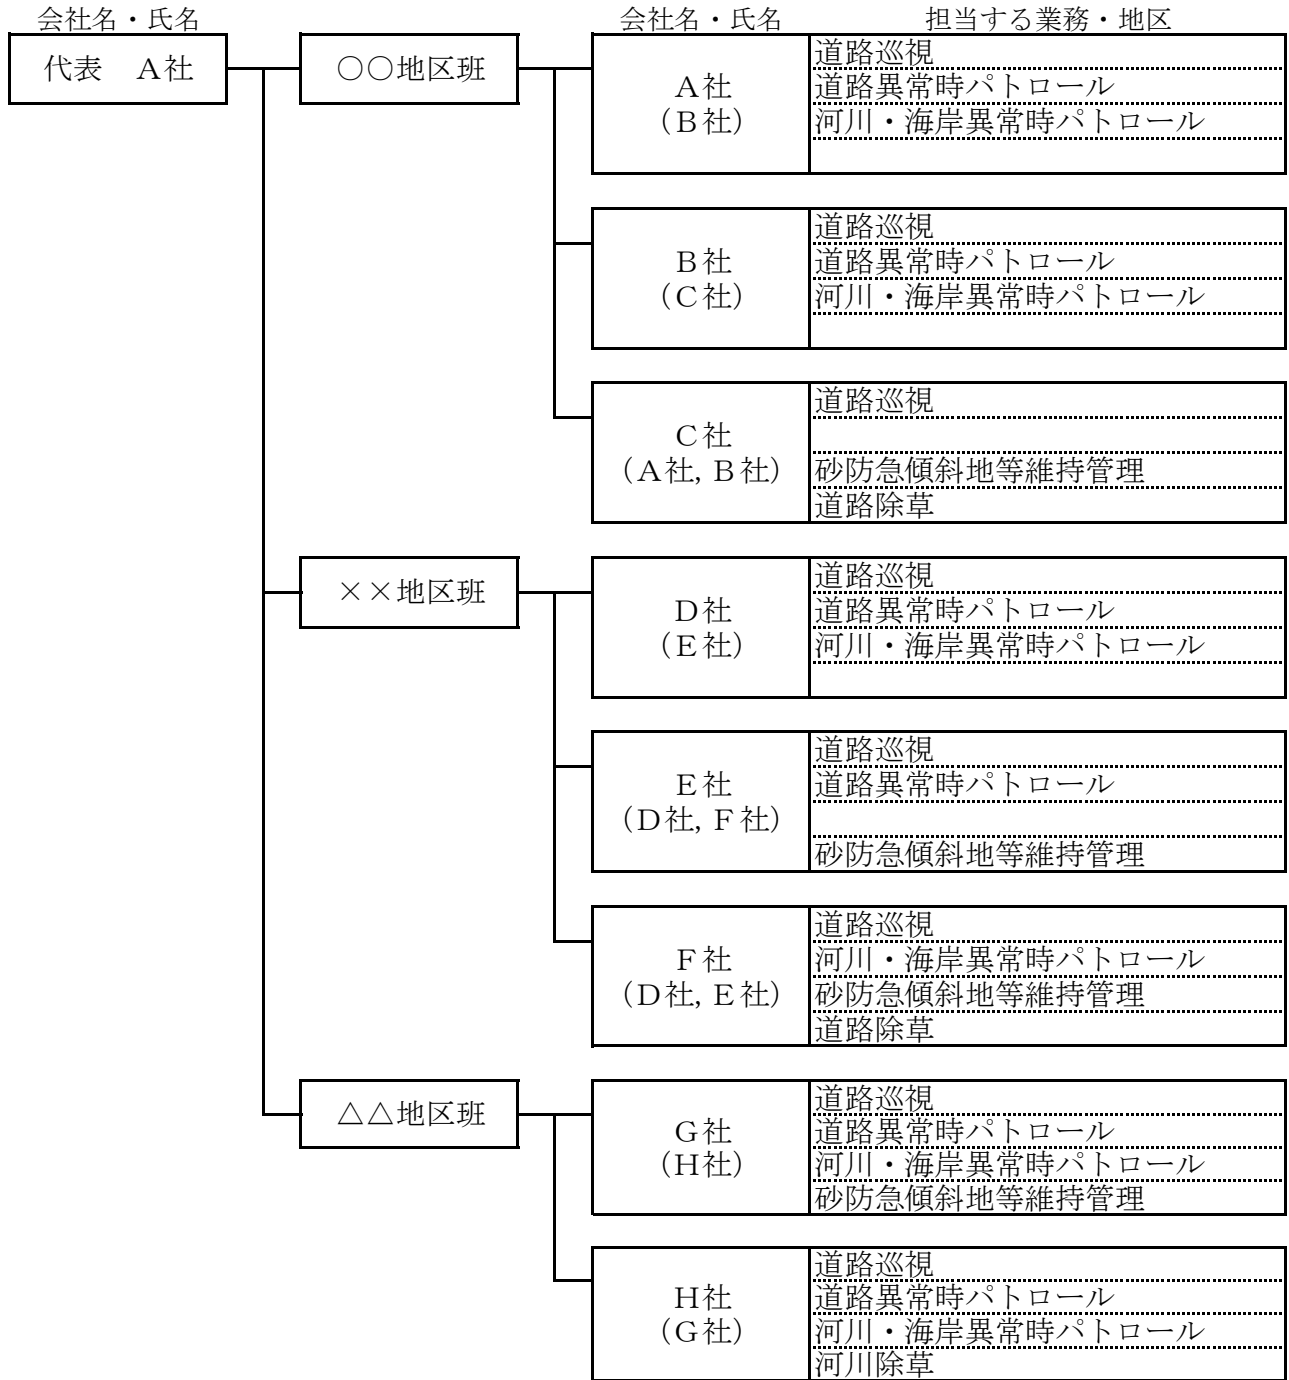 会社名・氏名
会社名・氏名
担当する業務・地区
代表　A社
○○地区班
A社
（B社）
道路巡視
道路異常時パトロール
河川・海岸異常時パトロール
B社
（C社）
道路巡視
道路異常時パトロール
河川・海岸異常時パトロール
C社
（A社, B社）
道路巡視
砂防急傾斜地等維持管理
道路除草
××地区班
D社
（E社）
道路巡視
道路異常時パトロール
河川・海岸異常時パトロール
E社
（D社, F社）
道路巡視
道路異常時パトロール
砂防急傾斜地等維持管理
F社
（D社, E社）
道路巡視
河川・海岸異常時パトロール
砂防急傾斜地等維持管理
道路除草
△△地区班
G社
（H社）
道路巡視
道路異常時パトロール
河川・海岸異常時パトロール
砂防急傾斜地等維持管理
H社
（G社）
道路巡視
道路異常時パトロール
河川・海岸異常時パトロール
河川除草